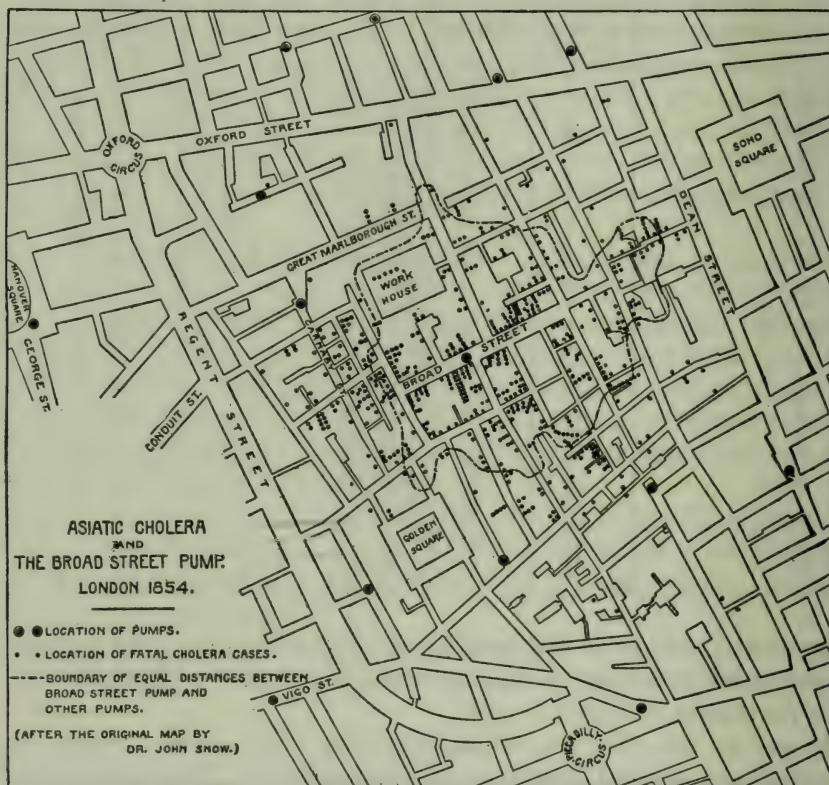 OXFORD
CIRCUS
OXFORD STREET
SOHO
SQUARE
DEAN STREET
GREAT MARLBOROUGH ST.
WORK
HOUSE
HANOVER
SQUARE
GEORGE ST.
REGENT STREET
CONDUIT ST.
CARNABY
BROAD STREET
GOLDEN
SQUARE
ASIATIC CHOLERA
AND
THE BROAD STREET PUMP.
LONDON 1854.
LOCATION OF PUMPS.
LOCATION OF FATAL CHOLERA CASES.
BOUNDARY OF EQUAL DISTANCES BETWEEN
BROAD STREET PUMP AND
OTHER PUMPS.
(AFTER THE ORIGINAL MAP BY
DR. JOHN SNOW.)
VIGO ST.
PICCADILLY
CIRCUS